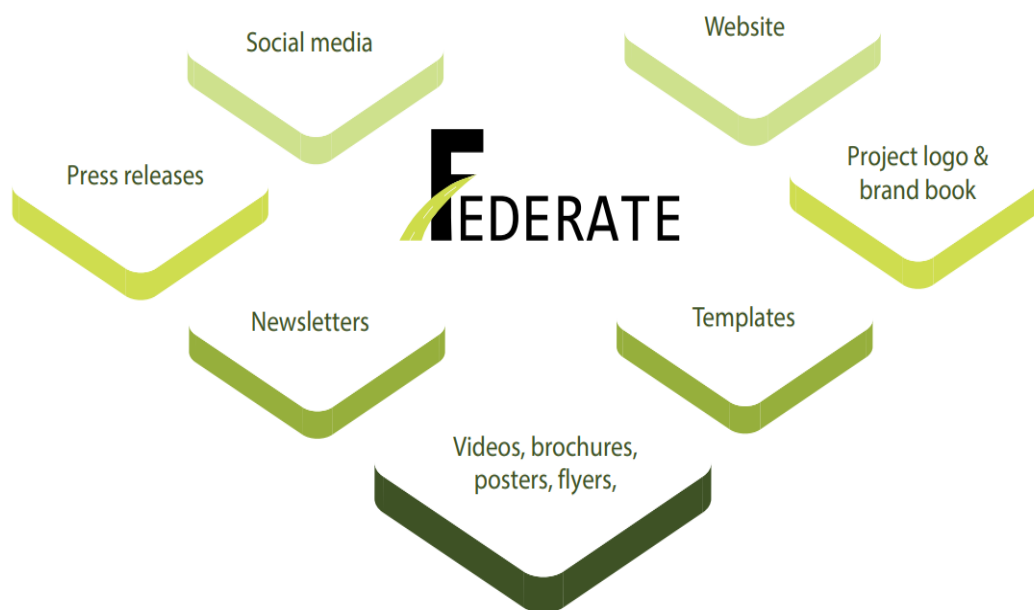 Social media
Website
Press releases
Project logo &
brand book
FEDERATE
Newsletters
Templates
Videos, brochures,
posters, flyers,